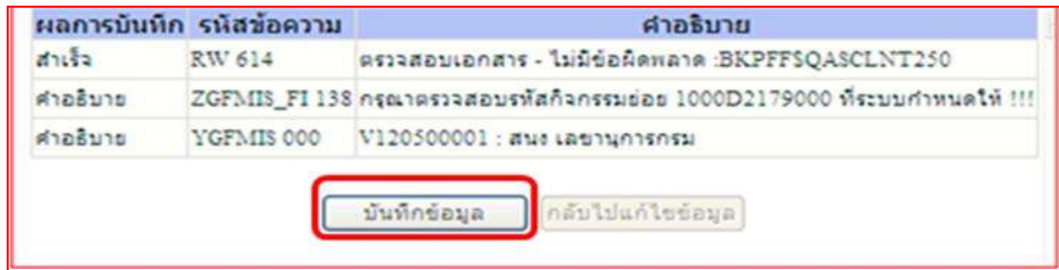 ผลการบันทึก รหัสข้อความ คำอธิบาย
สำเร็จ RW 614 ตรวจสอบเอกสาร - ไม่มีข้อผิดพลาด :BKPFFSQASCLNT250
คำอธิบาย ZGFMIS_FI 138 กรุณาตรวจสอบรหัสกิจกรรมย่อย 1000D2179000 ที่ระบบกำหนดให้ !!!
คำอธิบาย YGFMIS 000 V120500001 : สนง เลขานุการกรม
บันทึกข้อมูล กลับไปแก้ไขข้อมูล